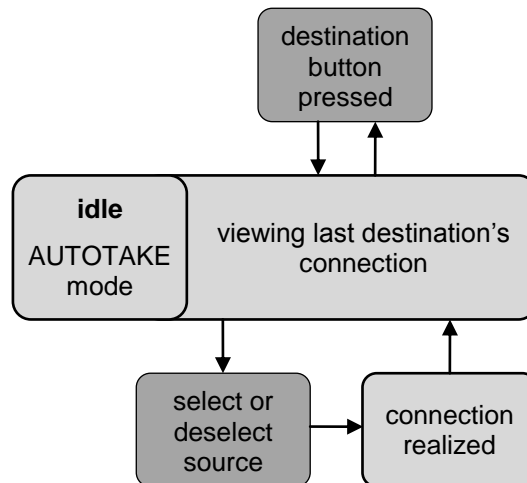 destination
button
pressed
idle
AUTOTAKE
mode
viewing last destination’s
connection
select or
deselect
source
connection
realized